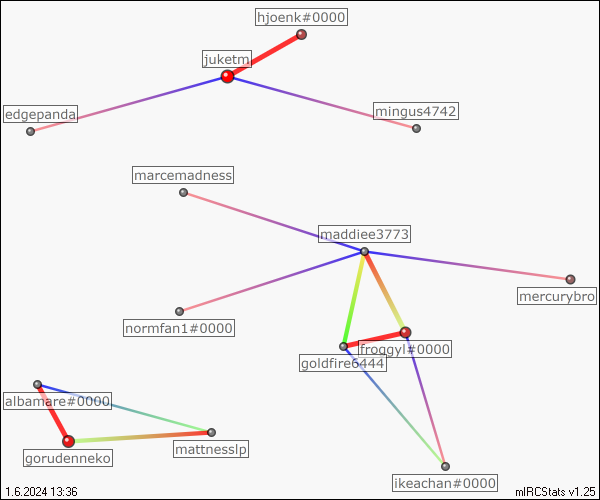 hjoenk#0000
juketm
edgepanda
mingus4742
marcemadness
maddiee3773
mercurybro
normfan1#0000
froggyl#0000
goldfire6444
albamare#0000
mattnesslp
gorudenneko
ikeachan#0000
1.6.2024 13:36
mIRCStats v1.25